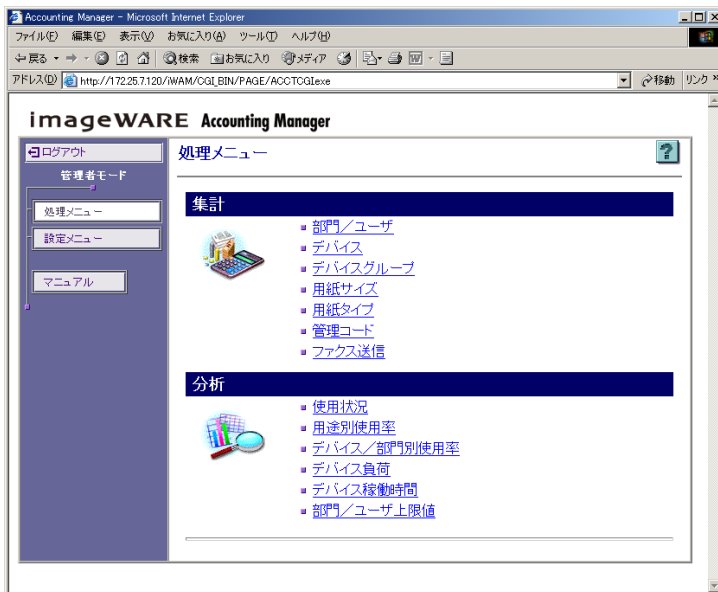 Accounting Manager - Microsoft Internet Explorer
ファイル(F) 編集(E) 表示(V) お気に入り(A) ツール(T) ヘルプ(H)
戻る 検索 お気に入り メディア
アドレス(D) http://172.25.7.120/iWAM/CGI_BIN/PAGE/ACCTCGI.exe 移動 リンク »
imageWARE Accounting Manager
ログアウト
管理者モード
処理メニュー
設定メニュー
マニュアル
処理メニュー ?
集計
部門／ユーザ
デバイス
デバイスグループ
用紙サイズ
用紙タイプ
管理コード
ファクス送信
分析
使用状況
用途別使用率
デバイス／部門別使用率
デバイス負荷
デバイス稼働時間
部門／ユーザ上限値